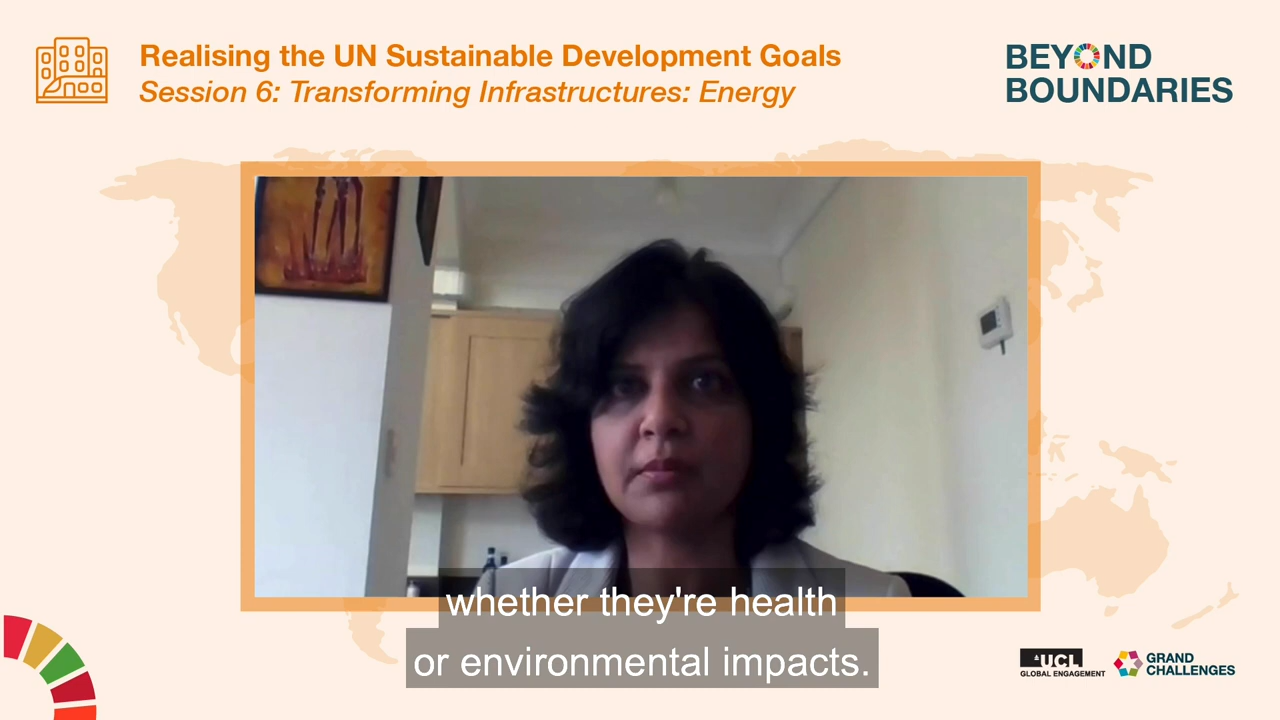 Realising the UN Sustainable Development Goals
Session 6: Transforming Infrastructures: Energy
BEYOND
BOUNDARIES
whether they're health
or environmental impacts.
UCL
GLOBAL ENGAGEMENT
GRAND
CHALLENGES